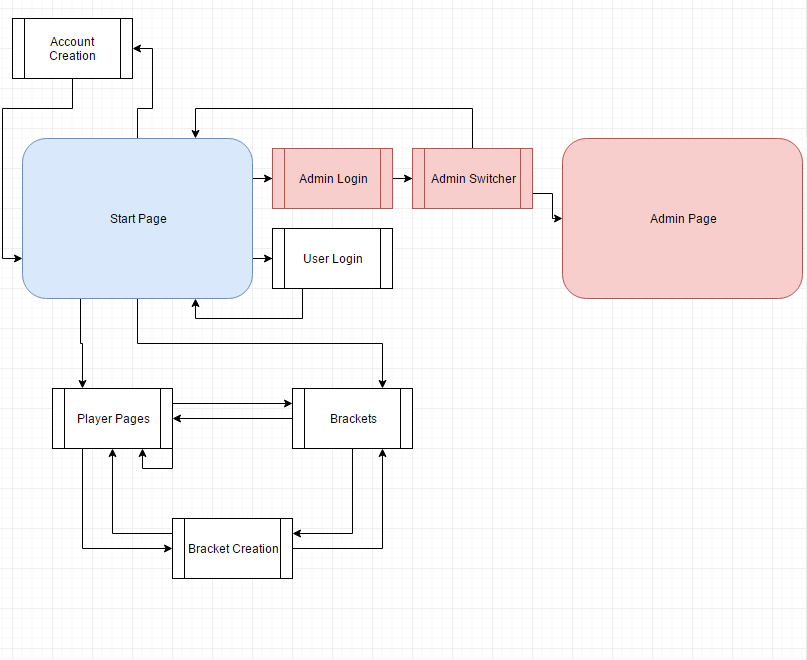 Account
Creation
Start Page
Admin Login
Admin Switcher
Admin Page
User Login
Player Pages
Brackets
Bracket Creation